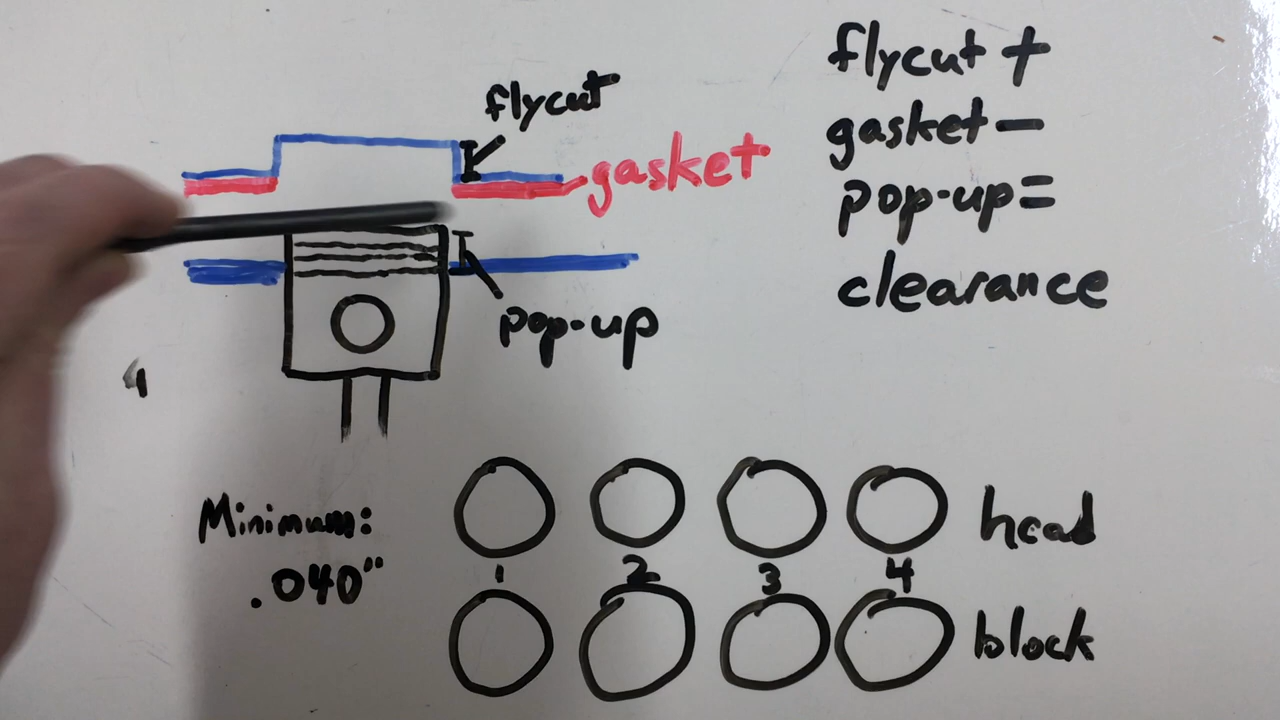 flycut
gasket
pop-up
flycut +
gasket -
pop-up =
clearance
Minimum:
.040"
head
1 2 3 4
block